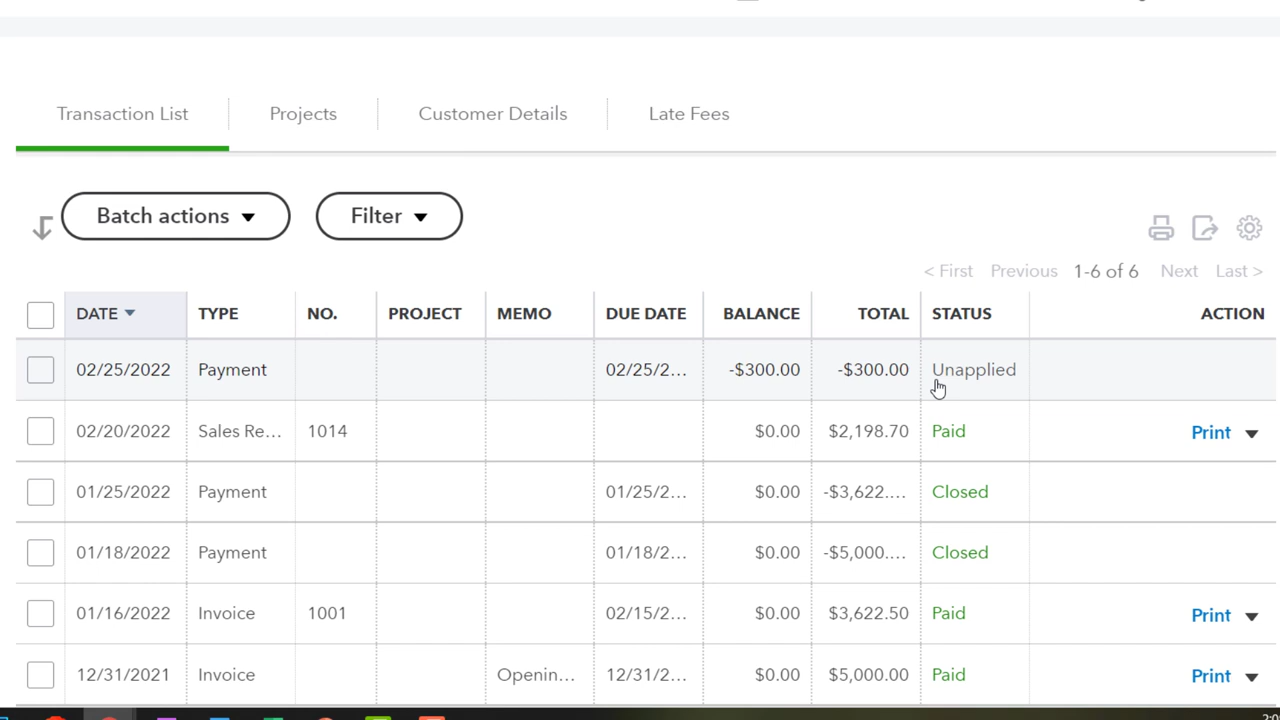 Transaction List Projects Customer Details Late Fees
Batch actions Filter
< First Previous 1-6 of 6 Next Last >
DATE TYPE NO. PROJECT MEMO DUE DATE BALANCE TOTAL STATUS ACTION
02/25/2022 Payment 02/25/2... -$300.00 -$300.00 Unapplied
02/20/2022 Sales Re... 1014 $0.00 $2,198.70 Paid Print
01/25/2022 Payment 01/25/2... $0.00 -$3,622.... Closed
01/18/2022 Payment 01/18/2... $0.00 -$5,000.... Closed
01/16/2022 Invoice 1001 02/15/2... $0.00 $3,622.50 Paid Print
12/31/2021 Invoice Openin... 12/31/2... $0.00 $5,000.00 Paid Print